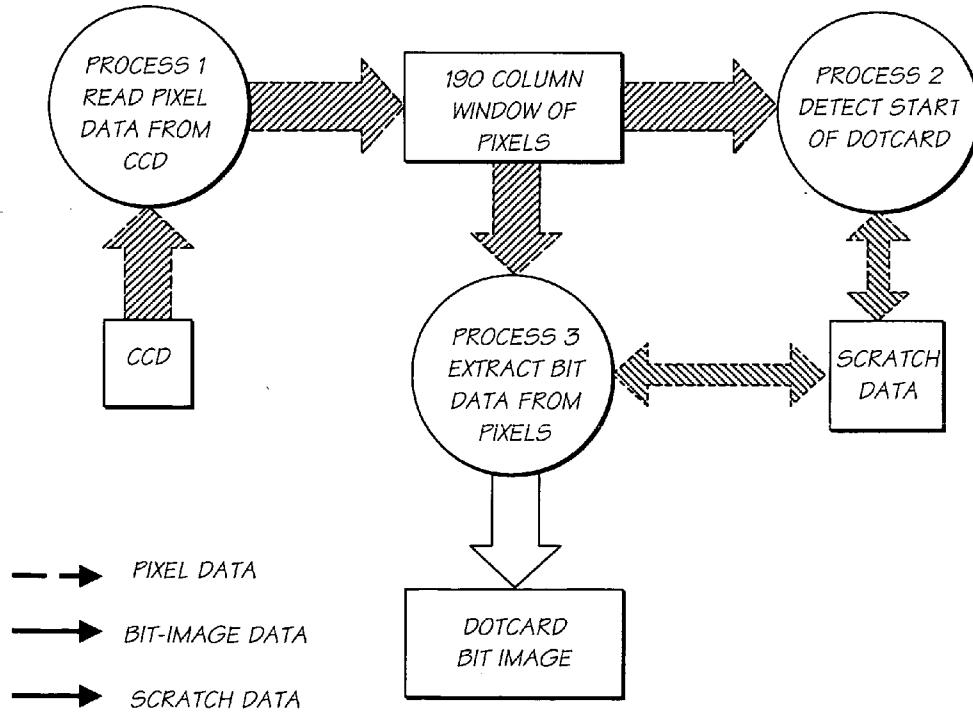 PROCESS 1
READ PIXEL
DATA FROM
CCD
190 COLUMN
WINDOW OF
PIXELS
PROCESS 2
DETECT START
OF DOTCARD
CCD
PROCESS 3
EXTRACT BIT
DATA FROM
PIXELS
SCRATCH
DATA
DOTCARD
BIT IMAGE
PIXEL DATA
BIT-IMAGE DATA
SCRATCH DATA